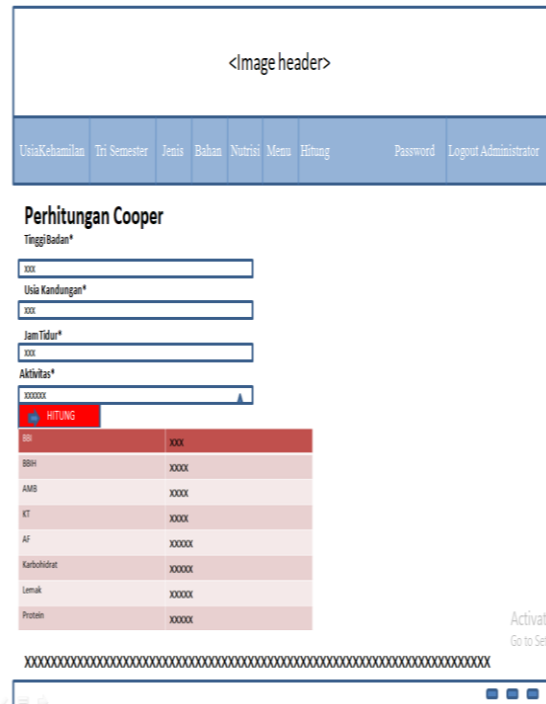 <Image header>
UsiaKehamilan Tri Semester Jenis Bahan Nutrisi Menu Hitung Password Logout Administrator
Perhitungan Cooper
Tinggi Badan*
xxx
Usia Kandungan*
xxx
Jam Tidur*
xxx
Aktivitas*
xxxxxx
HITUNG
BBI xxx
BBIH xxxx
AMB xxxx
KT xxxx
AF xxxxx
Karbohidrat xxxxx
Lemak xxxxx
Protein xxxxx
Activat
Go to Set